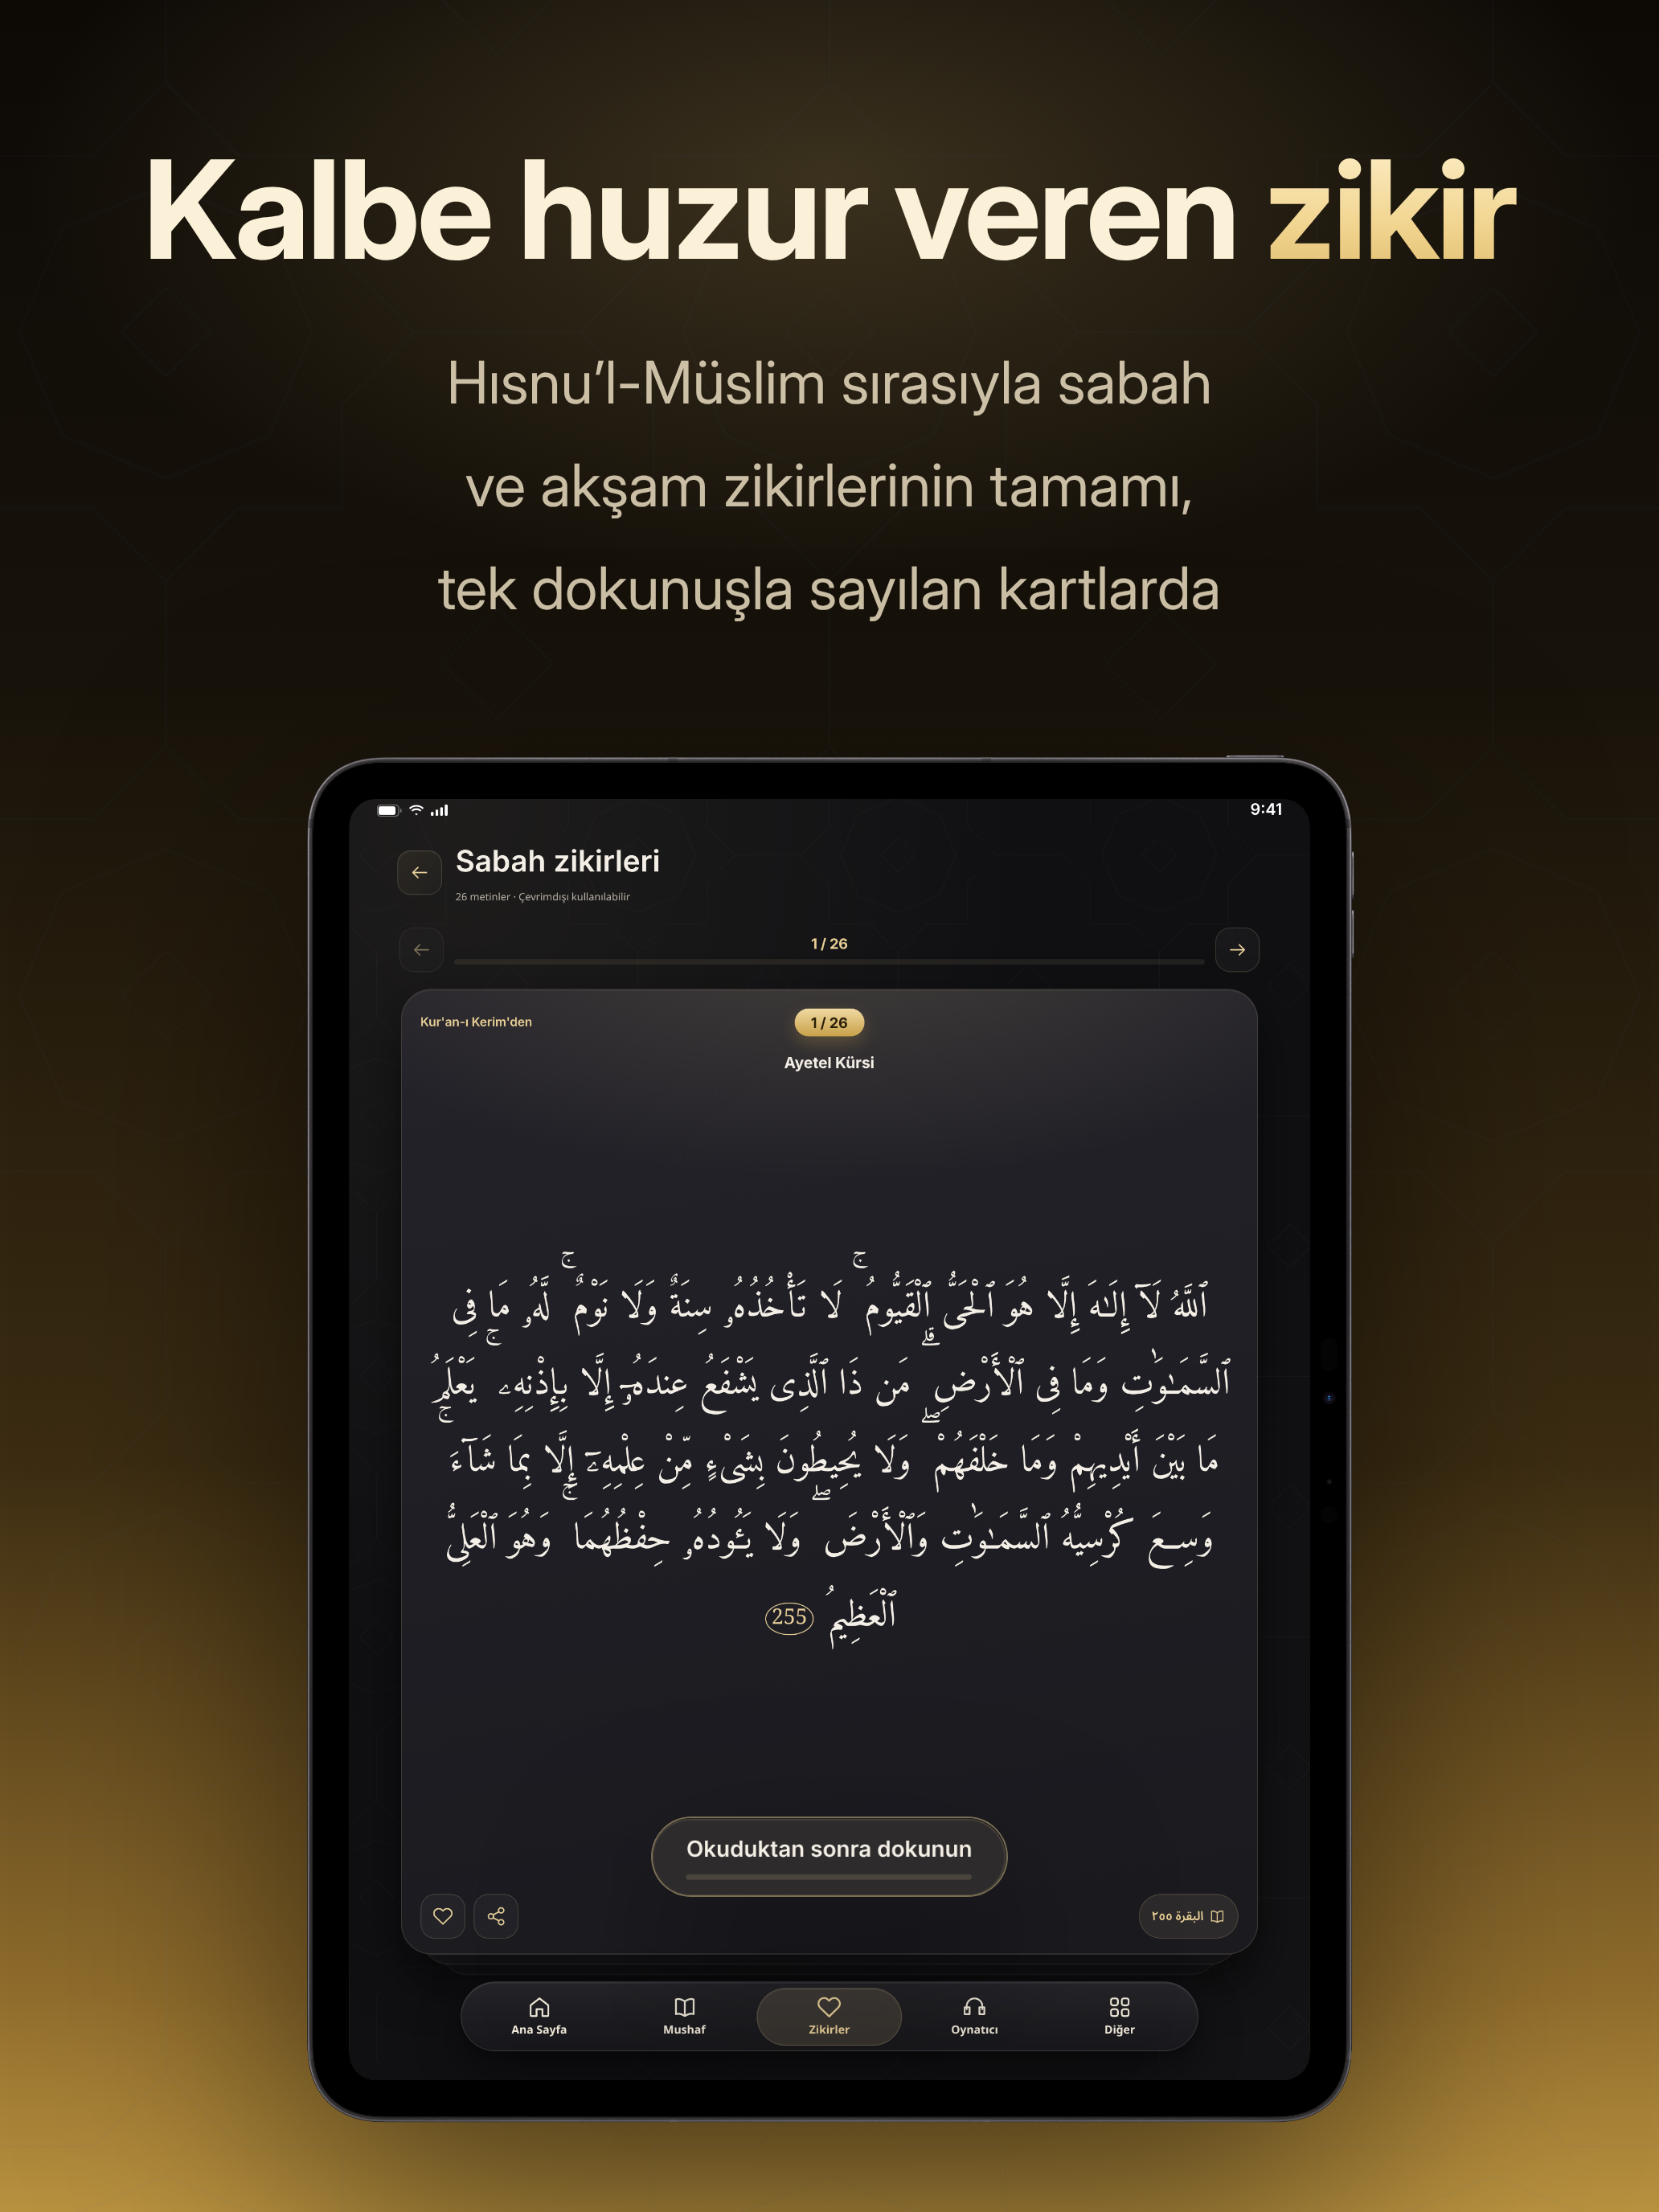 Kalbe huzur veren zikir
Hısnu’l-Müslim sırasıyla sabah
ve akşam zikirlerinin tamamı,
tek dokunuşla sayılan kartlarda
9:41
Sabah zikirleri
26 metinler · Çevrimdışı kullanılabilir
1 / 26
Kur'an-ı Kerim'den
1 / 26
Ayetel Kürsi
ٱللَّهُ لَآ إِلَـٰهَ إِلَّا هُوَ ٱلْحَىُّ ٱلْقَيُّومُ ۚ لَا تَأْخُذُهُۥ سِنَةٌ وَلَا نَوْمٌ ۚ لَّهُۥ مَا فِى
ٱلسَّمَـٰوَٰتِ وَمَا فِى ٱلْأَرْضِ ۗ مَن ذَا ٱلَّذِى يَشْفَعُ عِندَهُۥٓ إِلَّا بِإِذْنِهِۦ ۚ يَعْلَمُ
مَا بَيْنَ أَيْدِيهِمْ وَمَا خَلْفَهُمْ ۖ وَلَا يُحِيطُونَ بِشَىْءٍ مِّنْ عِلْمِهِۦٓ إِلَّا بِمَا شَآءَ ۚ
وَسِعَ كُرْسِيُّهُ ٱلسَّمَـٰوَٰتِ وَٱلْأَرْضَ ۖ وَلَا يَـُٔودُهُۥ حِفْظُهُمَا ۚ وَهُوَ ٱلْعَلِىُّ
ٱلْعَظِيمُ 255
Okuduktan sonra dokunun
البقرة ٢٥٥
Ana Sayfa
Mushaf
Zikirler
Oynatıcı
Diğer